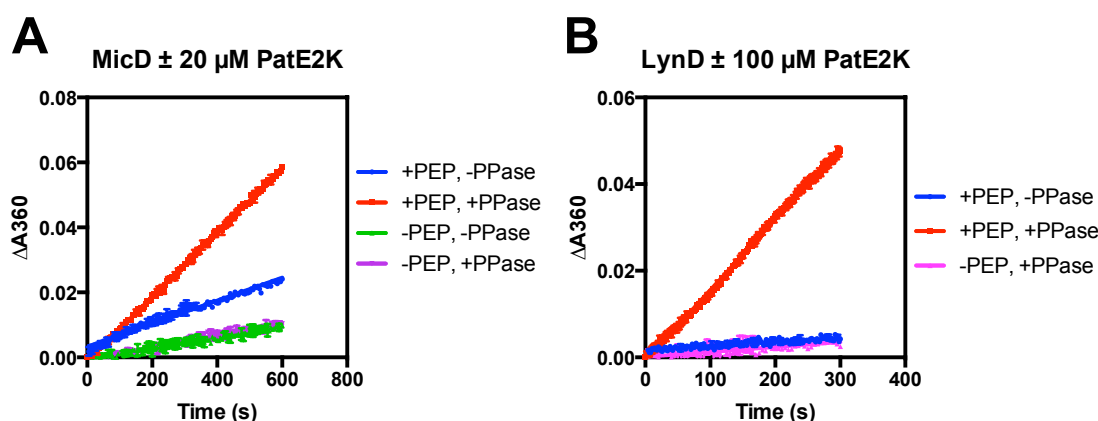 A
MicD ± 20 µM PatE2K
ΔA360
0.08
0.06
0.04
0.02
0.00
0
200
400
600
800
Time (s)
+PEP, -PPase
+PEP, +PPase
-PEP, -PPase
-PEP, +PPase
B
LynD ± 100 µM PatE2K
ΔA360
0.06
0.04
0.02
0.00
0
100
200
300
400
Time (s)
+PEP, -PPase
+PEP, +PPase
-PEP, +PPase